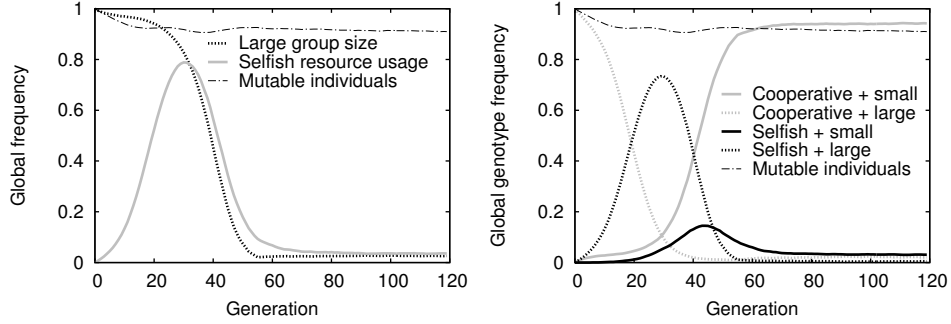 Global frequency
1
0.8
0.6
0.4
0.2
0
Large group size
Selfish resource usage
Mutable individuals
0 20 40 60 80 100 120
Generation
Global genotype frequency
1
0.8
0.6
0.4
0.2
0
Cooperative + small
Cooperative + large
Selfish + small
Selfish + large
Mutable individuals
0 20 40 60 80 100 120
Generation